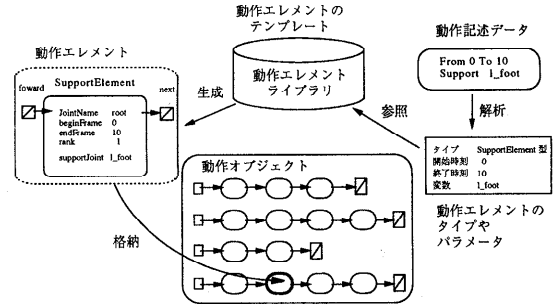 動作エレメントの
テンプレート
動作エレメント
ライブラリ
動作記述データ
From 0 To 10
Support l_foot
解析
参照
生成
動作エレメント
SupportElement
foward
next
JointName root
beginFrame 0
endFrame 10
rank 1
supportJoint l_foot
タイプ SupportElement 型
開始時刻 0
終了時刻 10
変数 l_foot
動作エレメントの
タイプや
パラメータ
動作オブジェクト
格納